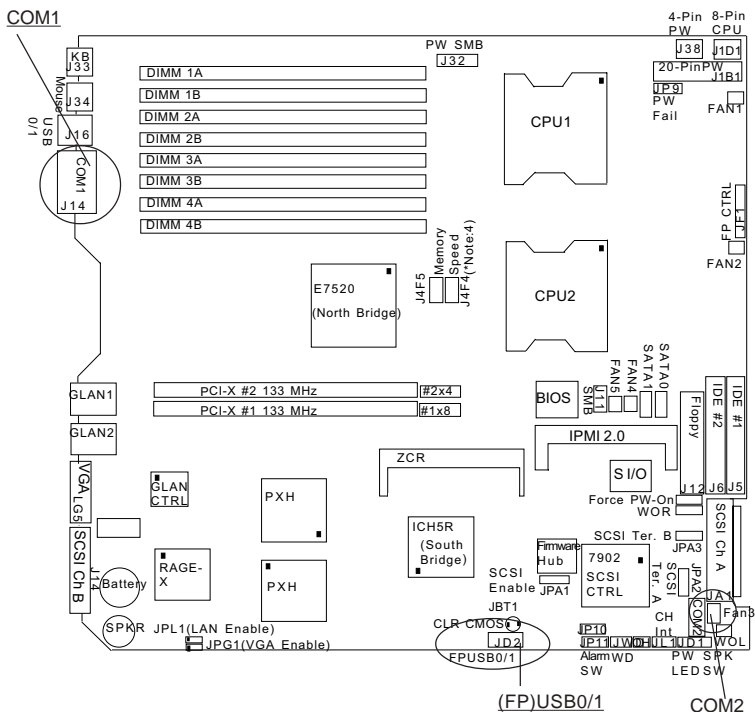 COM1
4-Pin PW
8-Pin CPU
J38
J1D1
20-PinPW
J1B1
JP9
PW Fail
FAN1
PW SMB
J32
KB
J33
Mouse
J34
USB 0/1
J16
COM1
J14
DIMM 1A
DIMM 1B
DIMM 2A
DIMM 2B
DIMM 3A
DIMM 3B
DIMM 4A
DIMM 4B
CPU1
FP CTRL
JF1
FAN2
CPU2
E7520
(North Bridge)
J4F5
Memory
Speed
J4F4
(*Note:4)
GLAN1
GLAN2
PCI-X #2 133 MHz
#2x4
PCI-X #1 133 MHz
#1x8
BIOS
SMB
J11
FAN5
FAN4
SATA1
SATA0
Floppy
J12
IDE #2
J6
IDE #1
J5
IPMI 2.0
ZCR
S I/O
Force PW-On
WOR
VGA
LG5
GLAN CTRL
PXH
ICH5R
(South Bridge)
Firmware Hub
SCSI Ter. B
JPA3
SCSI Ch A
JA1
7902
SCSI CTRL
SCSI
Ter. A
JPA2
SCSI Ch B
J14
Battery
RAGE-X
PXH
SCSI Enable
JPA1
JBT1
CLR CMOS
JD2
FPUSB0/1
COM2
Fan3
CH Int
JP10
JP11
JWD
JOH
JL1
JD1
WOL
Alarm SW
WD
PW LED
SPK SW
SPKR
JPL1(LAN Enable)
JPG1(VGA Enable)
(FP)USB0/1
COM2